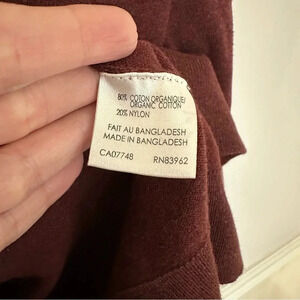 80% COTON ORGANIQUE/
ORGANIC COTTON
20% NYLON
FAIT AU BANGLADESH
MADE IN BANGLADESH
CA07748 RN83962